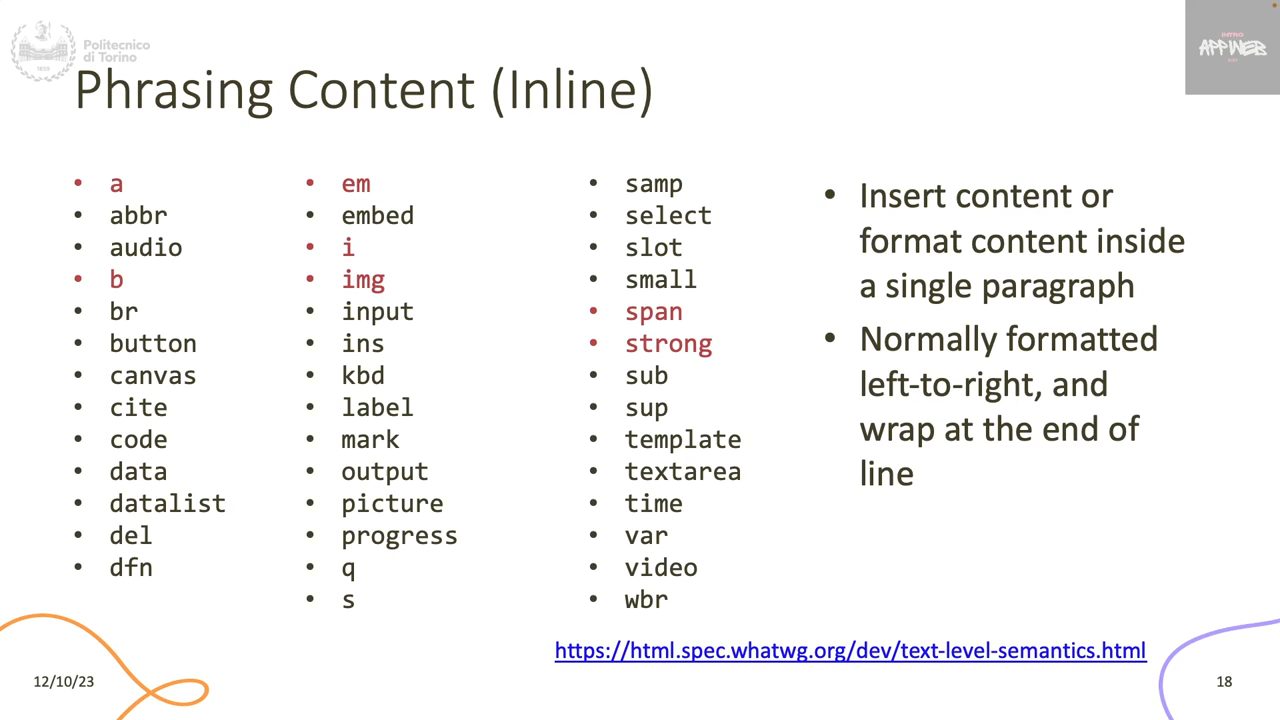 Politecnico
di Torino
1859
INTRO
APPWEB
Phrasing Content (Inline)
• a
• abbr
• audio
• b
• br
• button
• canvas
• cite
• code
• data
• datalist
• del
• dfn
• em
• embed
• i
• img
• input
• ins
• kbd
• label
• mark
• output
• picture
• progress
• q
• s
• samp
• select
• slot
• small
• span
• strong
• sub
• sup
• template
• textarea
• time
• var
• video
• wbr
• Insert content or
format content inside
a single paragraph
• Normally formatted
left-to-right, and
wrap at the end of
line
https://html.spec.whatwg.org/dev/text-level-semantics.html
12/10/23
18